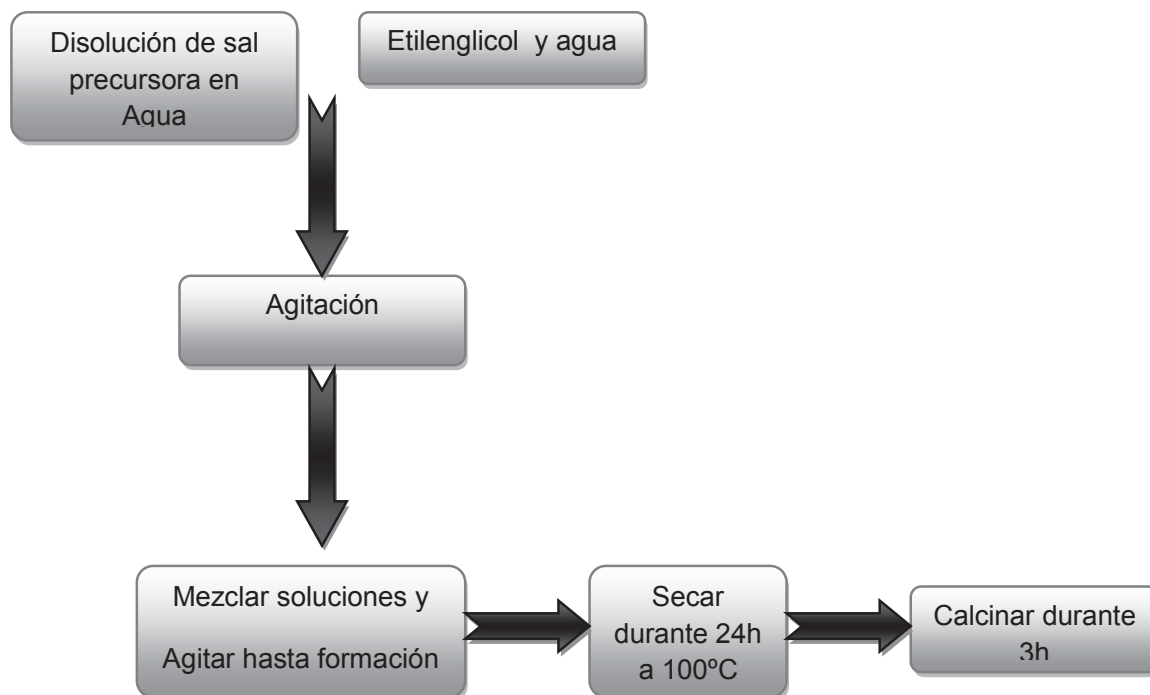 Disolución de sal
precursora en
Agua
Etilenglicol y agua
Agitación
Mezclar soluciones y
Agitar hasta formación
Secar
durante 24h
a 100ºC
Calcinar durante
3h